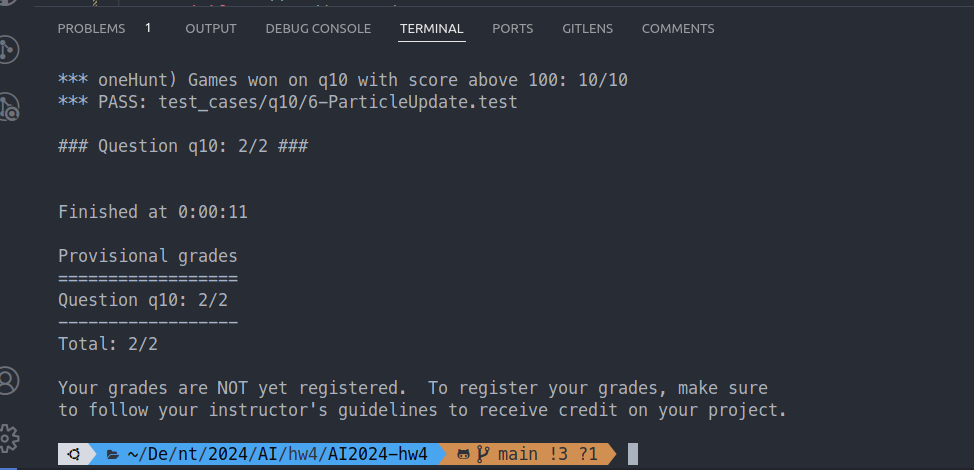 PROBLEMS 1 OUTPUT DEBUG CONSOLE TERMINAL PORTS GITLENS COMMENTS
*** oneHunt) Games won on q10 with score above 100: 10/10
*** PASS: test_cases/q10/6-ParticleUpdate.test
### Question q10: 2/2 ###
Finished at 0:00:11
Provisional grades
==================
Question q10: 2/2
------------------
Total: 2/2
Your grades are NOT yet registered.  To register your grades, make sure
to follow your instructor's guidelines to receive credit on your project.
~/De/nt/2024/AI/hw4/AI2024-hw4 main !3 ?1